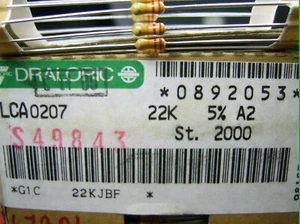 DRALORIC
*0892053*
LCA0207 22K 5% A2
S49843 St. 2000
*G1C 22KJBF * *